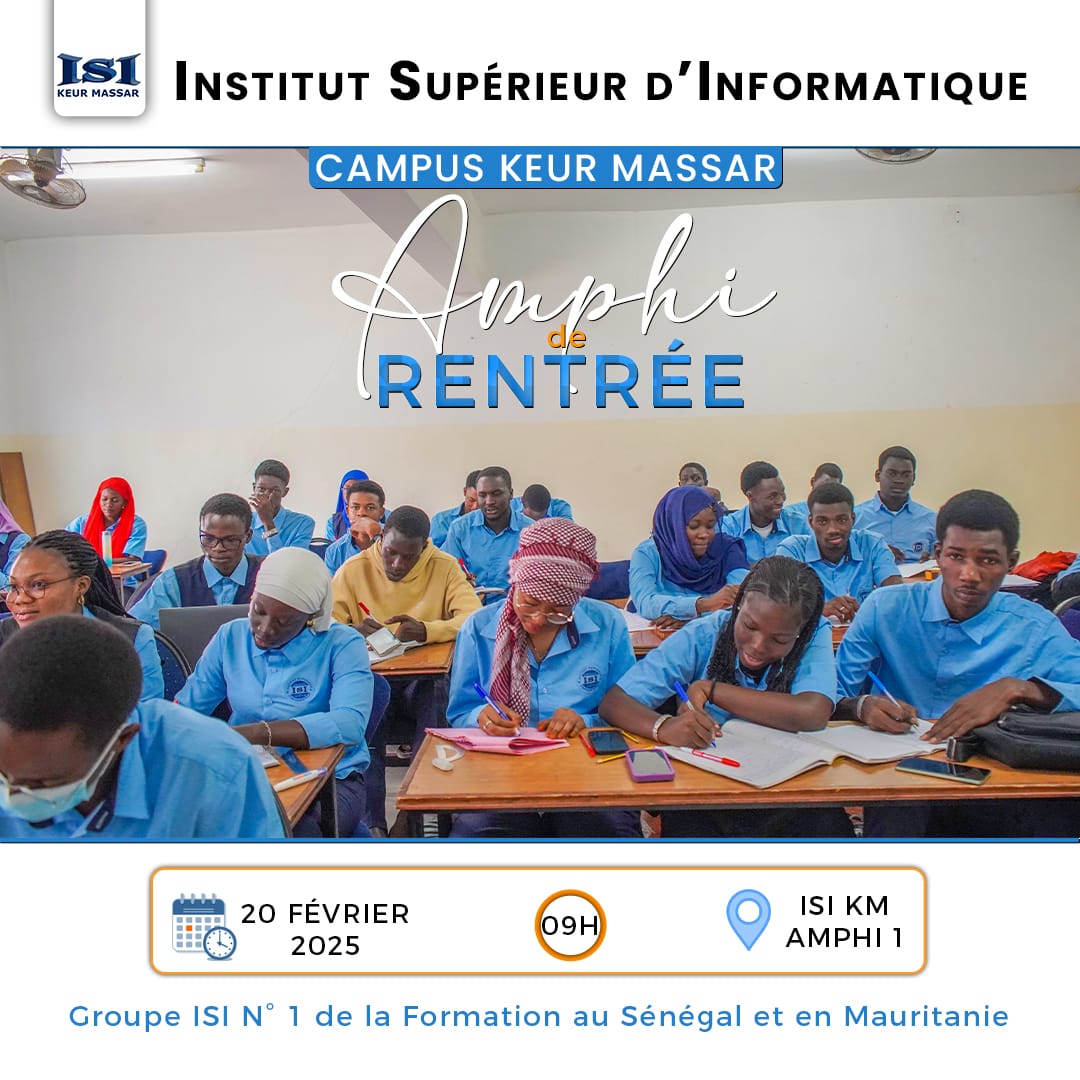 ISI
KEUR MASSAR
INSTITUT SUPÉRIEUR D'INFORMATIQUE
CAMPUS KEUR MASSAR
Amphi
de
RENTRÉE
ISI
20 FÉVRIER
2025
09H
ISI KM
AMPHI 1
Groupe ISI N° 1 de la Formation au Sénégal et en Mauritanie